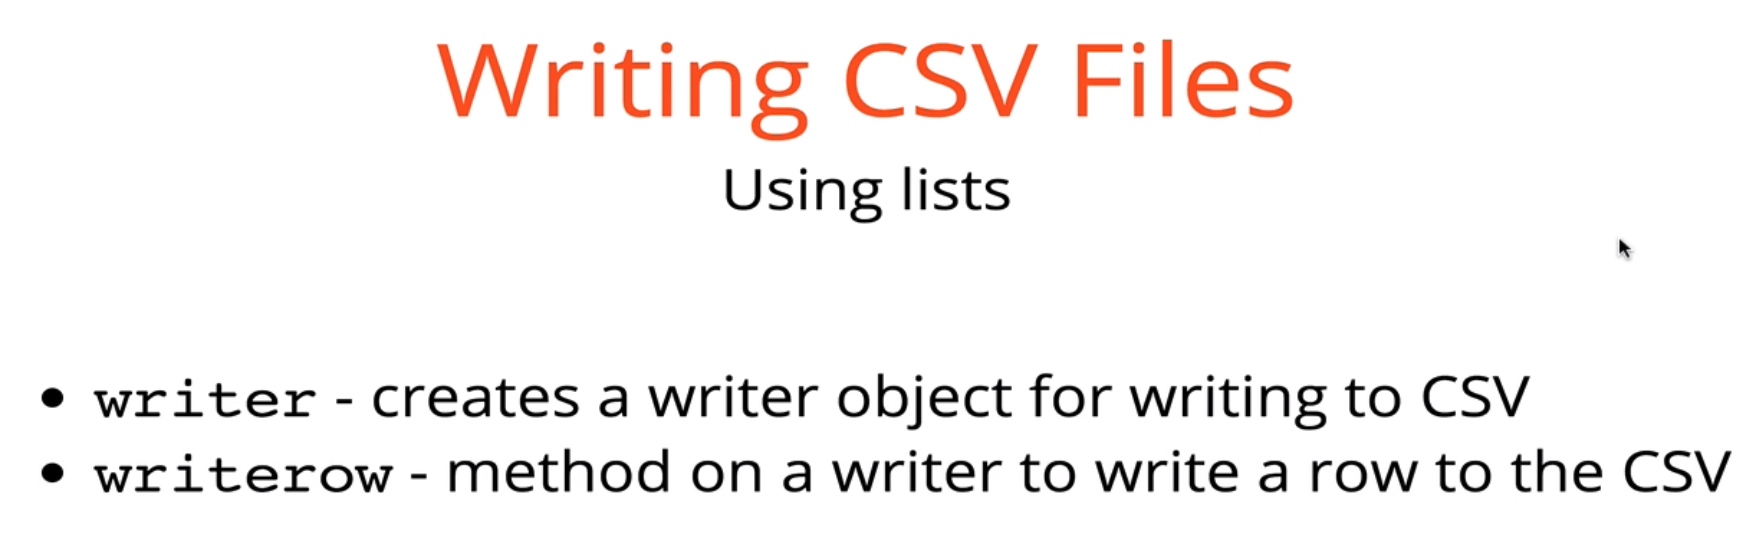 Writing CSV Files
Using lists
• writer - creates a writer object for writing to CSV
• writerow - method on a writer to write a row to the CSV